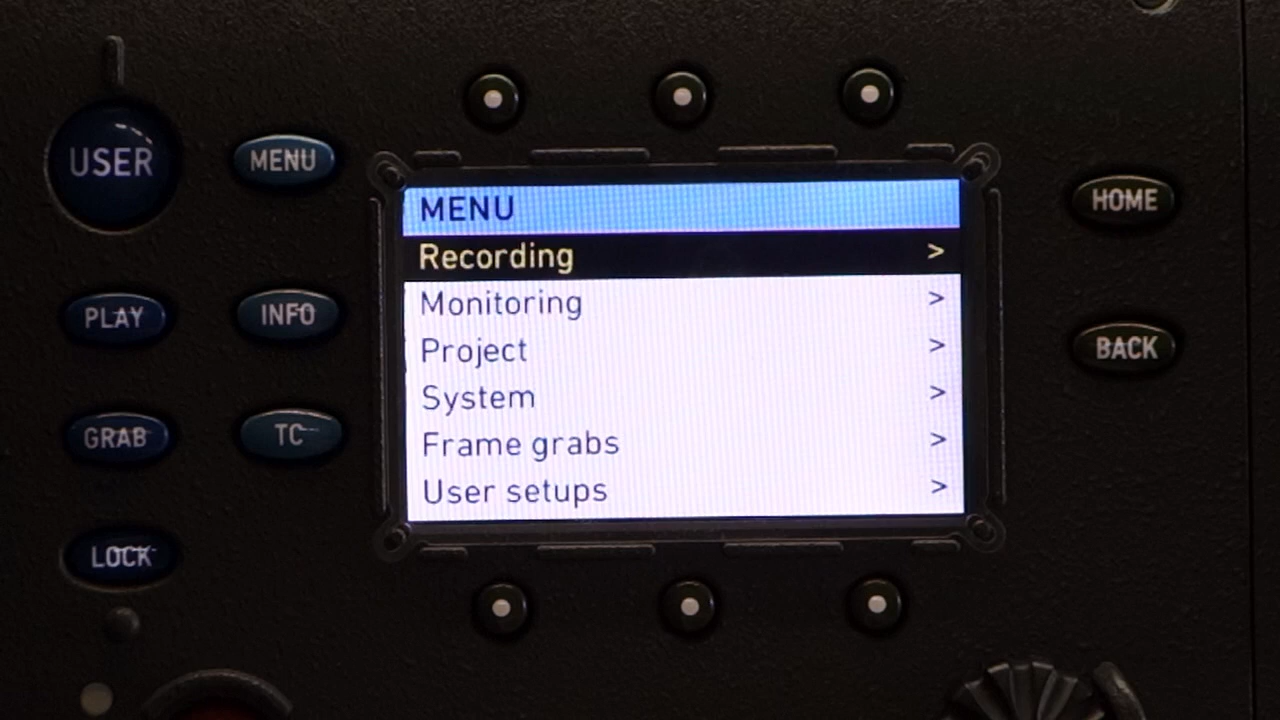 USER
MENU
PLAY
INFO
GRAB
TC
LOCK
MENU
Recording >
Monitoring >
Project >
System >
Frame grabs >
User setups >
HOME
BACK